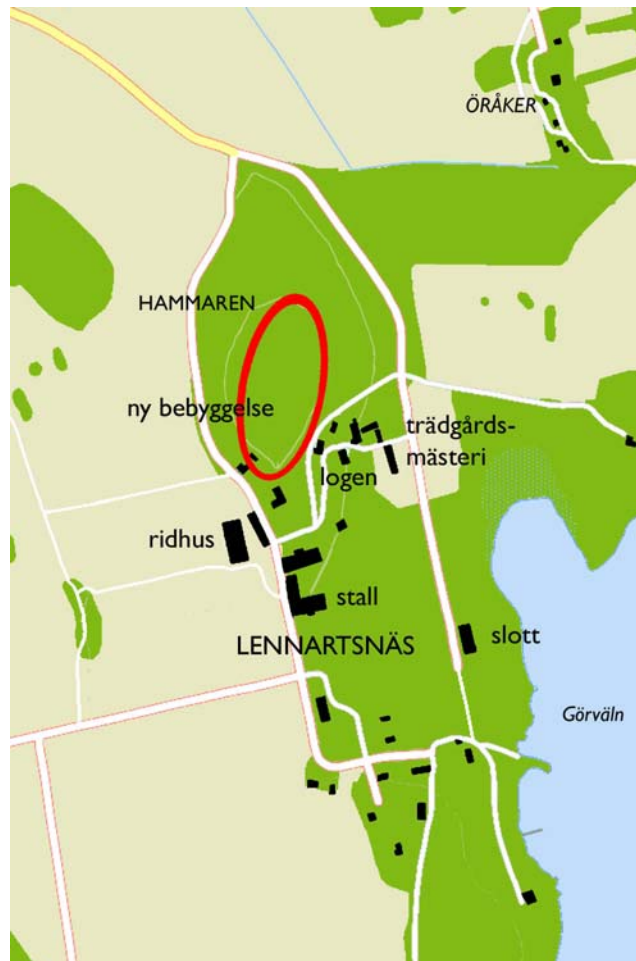 ÖRÅKER
HAMMAREN
ny bebyggelse
trädgårds-
mästeri
logen
ridhus
stall
LENNARTSNÄS
slott
Görväln